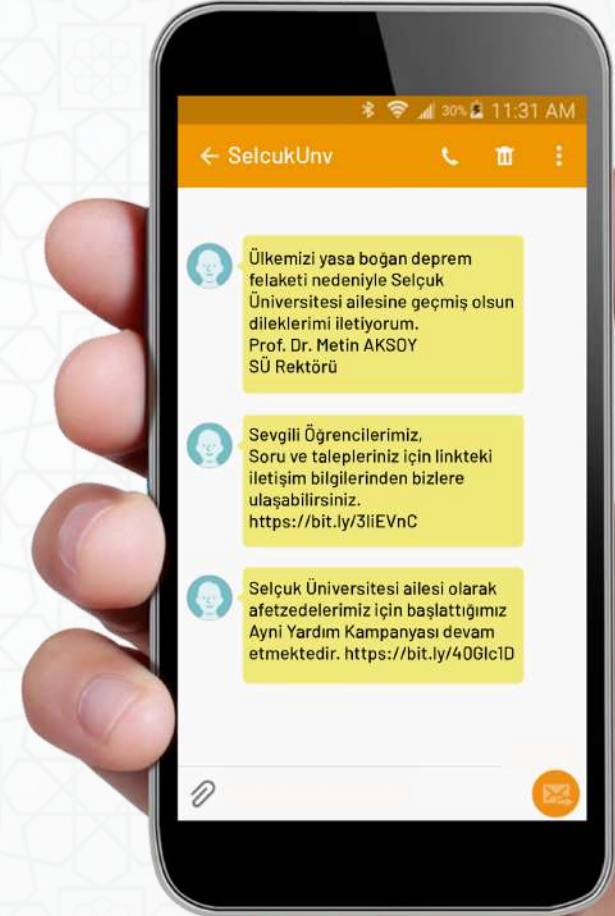 30% 11:31 AM
SelcukUnv
Ülkemizi yasa boğan deprem
felaketi nedeniyle Selçuk
Üniversitesi ailesine geçmiş olsun
dileklerimi iletiyorum.
Prof. Dr. Metin AKSOY
SÜ Rektörü
Sevgili Öğrencilerimiz,
Soru ve talepleriniz için linkteki
iletişim bilgilerinden bizlere
ulaşabilirsiniz.
https://bit.ly/3liEVnC
Selçuk Üniversitesi ailesi olarak
afetzedelerimiz için başlattığımız
Ayni Yardım Kampanyası devam
etmektedir. https://bit.ly/40Glc1D